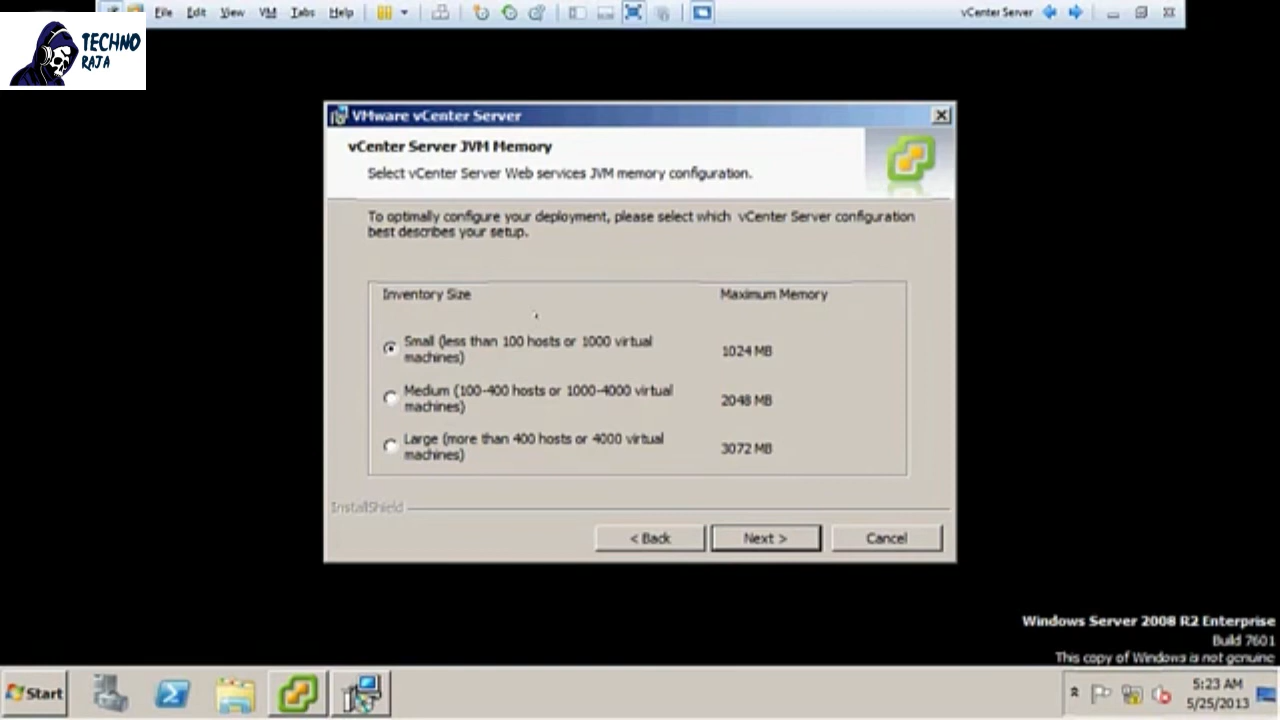 File Edit View VM Tabs Help
vCenter Server
TECHNO
RAJA
VMware vCenter Server
vCenter Server JVM Memory
Select vCenter Server Web services JVM memory configuration.
To optimally configure your deployment, please select which vCenter Server configuration
best describes your setup.
Inventory Size Maximum Memory
Small (less than 100 hosts or 1000 virtual
machines)
1024 MB
Medium (100-400 hosts or 1000-4000 virtual
machines)
2048 MB
Large (more than 400 hosts or 4000 virtual
machines)
3072 MB
InstallShield
< Back Next > Cancel
Windows Server 2008 R2 Enterprise
Build 7601
This copy of Windows is not genuine
Start
5:23 AM
5/25/2013